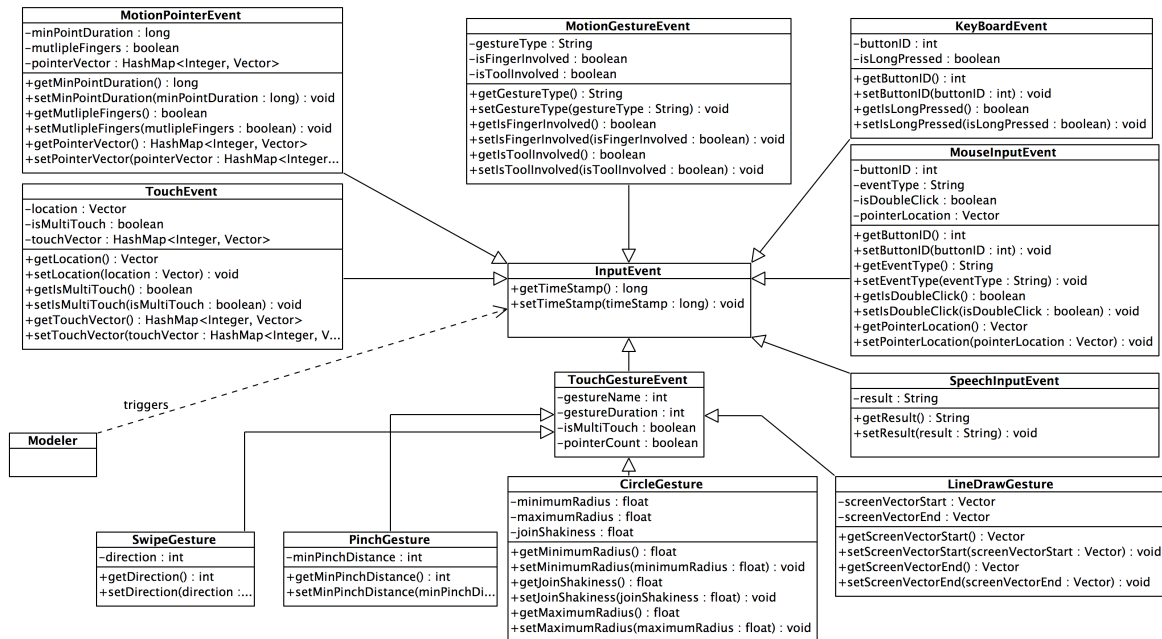 MotionPointerEvent
-minPointDuration : long
-mutlipleFingers : boolean
-pointerVector : HashMap<Integer, Vector>
+getMinPointDuration() : long
+setMinPointDuration(minPointDuration : long) : void
+getMutlipleFingers() : boolean
+setMutlipleFingers(mutlipleFingers : boolean) : void
+getPointerVector() : HashMap<Integer, Vector>
+setPointerVector(pointerVector : HashMap<Integer...
MotionGestureEvent
-gestureType : String
-isFingerInvolved : boolean
-isToolInvolved : boolean
+getGestureType() : String
+setGestureType(gestureType : String) : void
+getIsFingerInvolved() : boolean
+setIsFingerInvolved(isFingerInvolved : boolean) : void
+getIsToolInvolved() : boolean
+setIsToolInvolved(isToolInvolved : boolean) : void
KeyBoardEvent
-buttonID : int
-isLongPressed : boolean
+getButtonID() : int
+setButtonID(buttonID : int) : void
+getIsLongPressed() : boolean
+setIsLongPressed(isLongPressed : boolean) : void
TouchEvent
-location : Vector
-isMultiTouch : boolean
-touchVector : HashMap<Integer, Vector>
+getLocation() : Vector
+setLocation(location : Vector) : void
+getIsMultiTouch() : boolean
+setIsMultiTouch(isMultiTouch : boolean) : void
+getTouchVector() : HashMap<Integer, Vector>
+setTouchVector(touchVector : HashMap<Integer, V...
InputEvent
+getTimeStamp() : long
+setTimeStamp(timeStamp : long) : void
MouseInputEvent
-buttonID : int
-eventType : String
-isDoubleClick : boolean
-pointerLocation : Vector
+getButtonID() : int
+setButtonID(buttonID : int) : void
+getEventType() : String
+setEventType(eventType : String) : void
+getIsDoubleClick() : boolean
+setIsDoubleClick(isDoubleClick : boolean) : void
+getPointerLocation() : Vector
+setPointerLocation(pointerLocation : Vector) : void
triggers
Modeler
TouchGestureEvent
-gestureName : int
-gestureDuration : int
-isMultiTouch : boolean
-pointerCount : boolean
SpeechInputEvent
-result : String
+getResult() : String
+setResult(result : String) : void
SwipeGesture
-direction : int
+getDirection() : int
+setDirection(direction :...
PinchGesture
-minPinchDistance : int
+getMinPinchDistance() : int
+setMinPinchDistance(minPinchDi...
CircleGesture
-minimumRadius : float
-maximumRadius : float
-joinShakiness : float
+getMinimumRadius() : float
+setMinimumRadius(minimumRadius : float) : void
+getJoinShakiness() : float
+setJoinShakiness(joinShakiness : float) : void
+getMaximumRadius() : float
+setMaximumRadius(maximumRadius : float) : void
LineDrawGesture
-screenVectorStart : Vector
-screenVectorEnd : Vector
+getScreenVectorStart() : Vector
+setScreenVectorStart(screenVectorStart : Vector) : void
+getScreenVectorEnd() : Vector
+setScreenVectorEnd(screenVectorEnd : Vector) : void